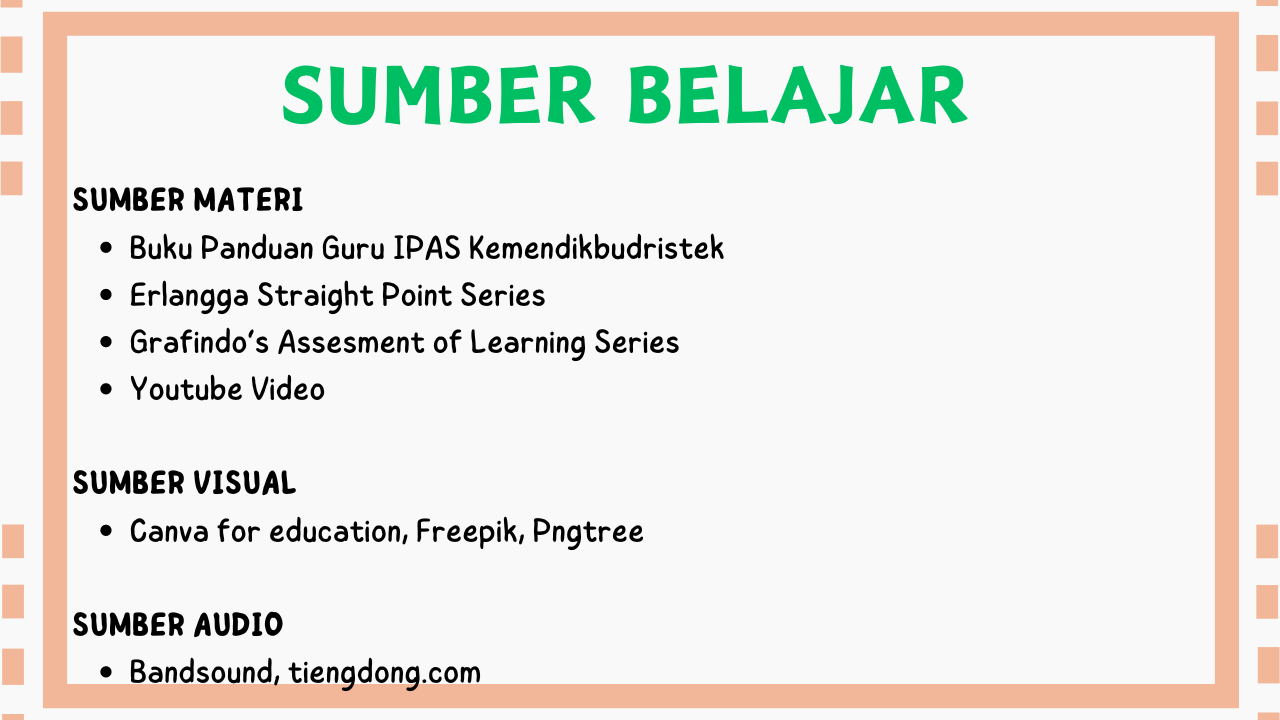 SUMBER BELAJAR
SUMBER MATERI
• Buku Panduan Guru IPAS Kemendikbudristek
• Erlangga Straight Point Series
• Grafindo's Assesment of Learning Series
• Youtube Video
SUMBER VISUAL
• Canva for education, Freepik, Pngtree
SUMBER AUDIO
• Bandsound, tiengdong.com